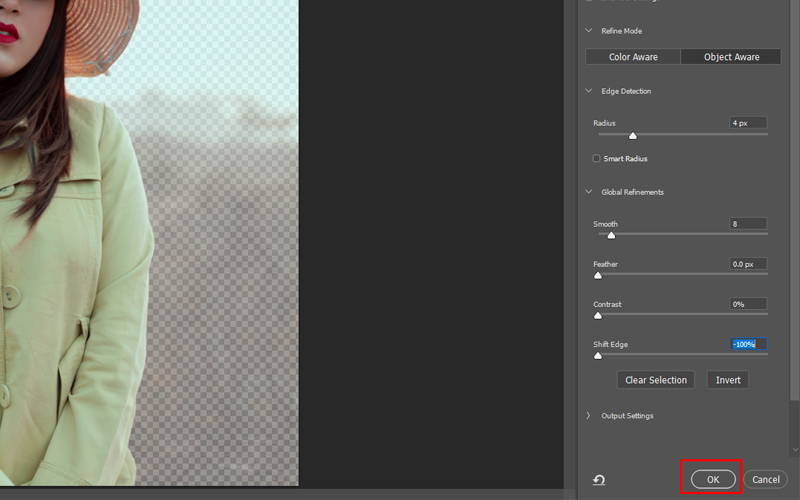 Refine Mode
Color Aware
Object Aware
Edge Detection
Radius
4 px
Smart Radius
Global Refinements
Smooth
8
Feather
0.0 px
Contrast
0%
Shift Edge
-100%
Clear Selection
Invert
Output Settings
OK
Cancel